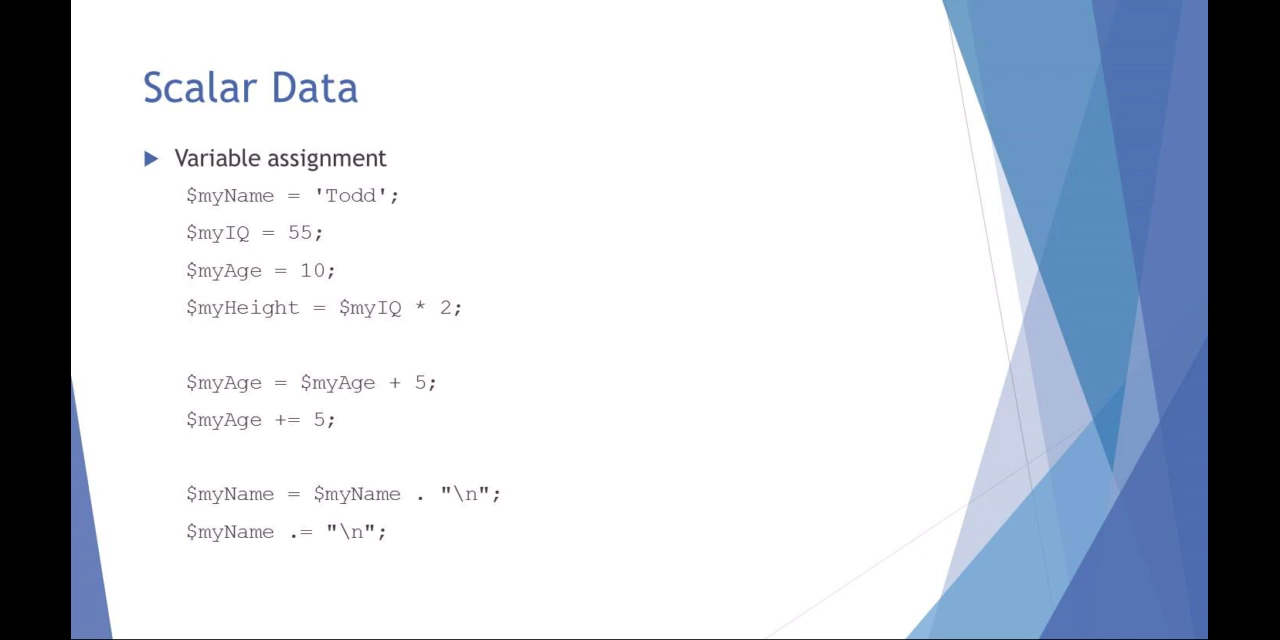 Scalar Data
Variable assignment
$myName = 'Todd';
$myIQ = 55;
$myAge = 10;
$myHeight = $myIQ * 2;
$myAge = $myAge + 5;
$myAge += 5;
$myName = $myName . "\n";
$myName .= "\n";